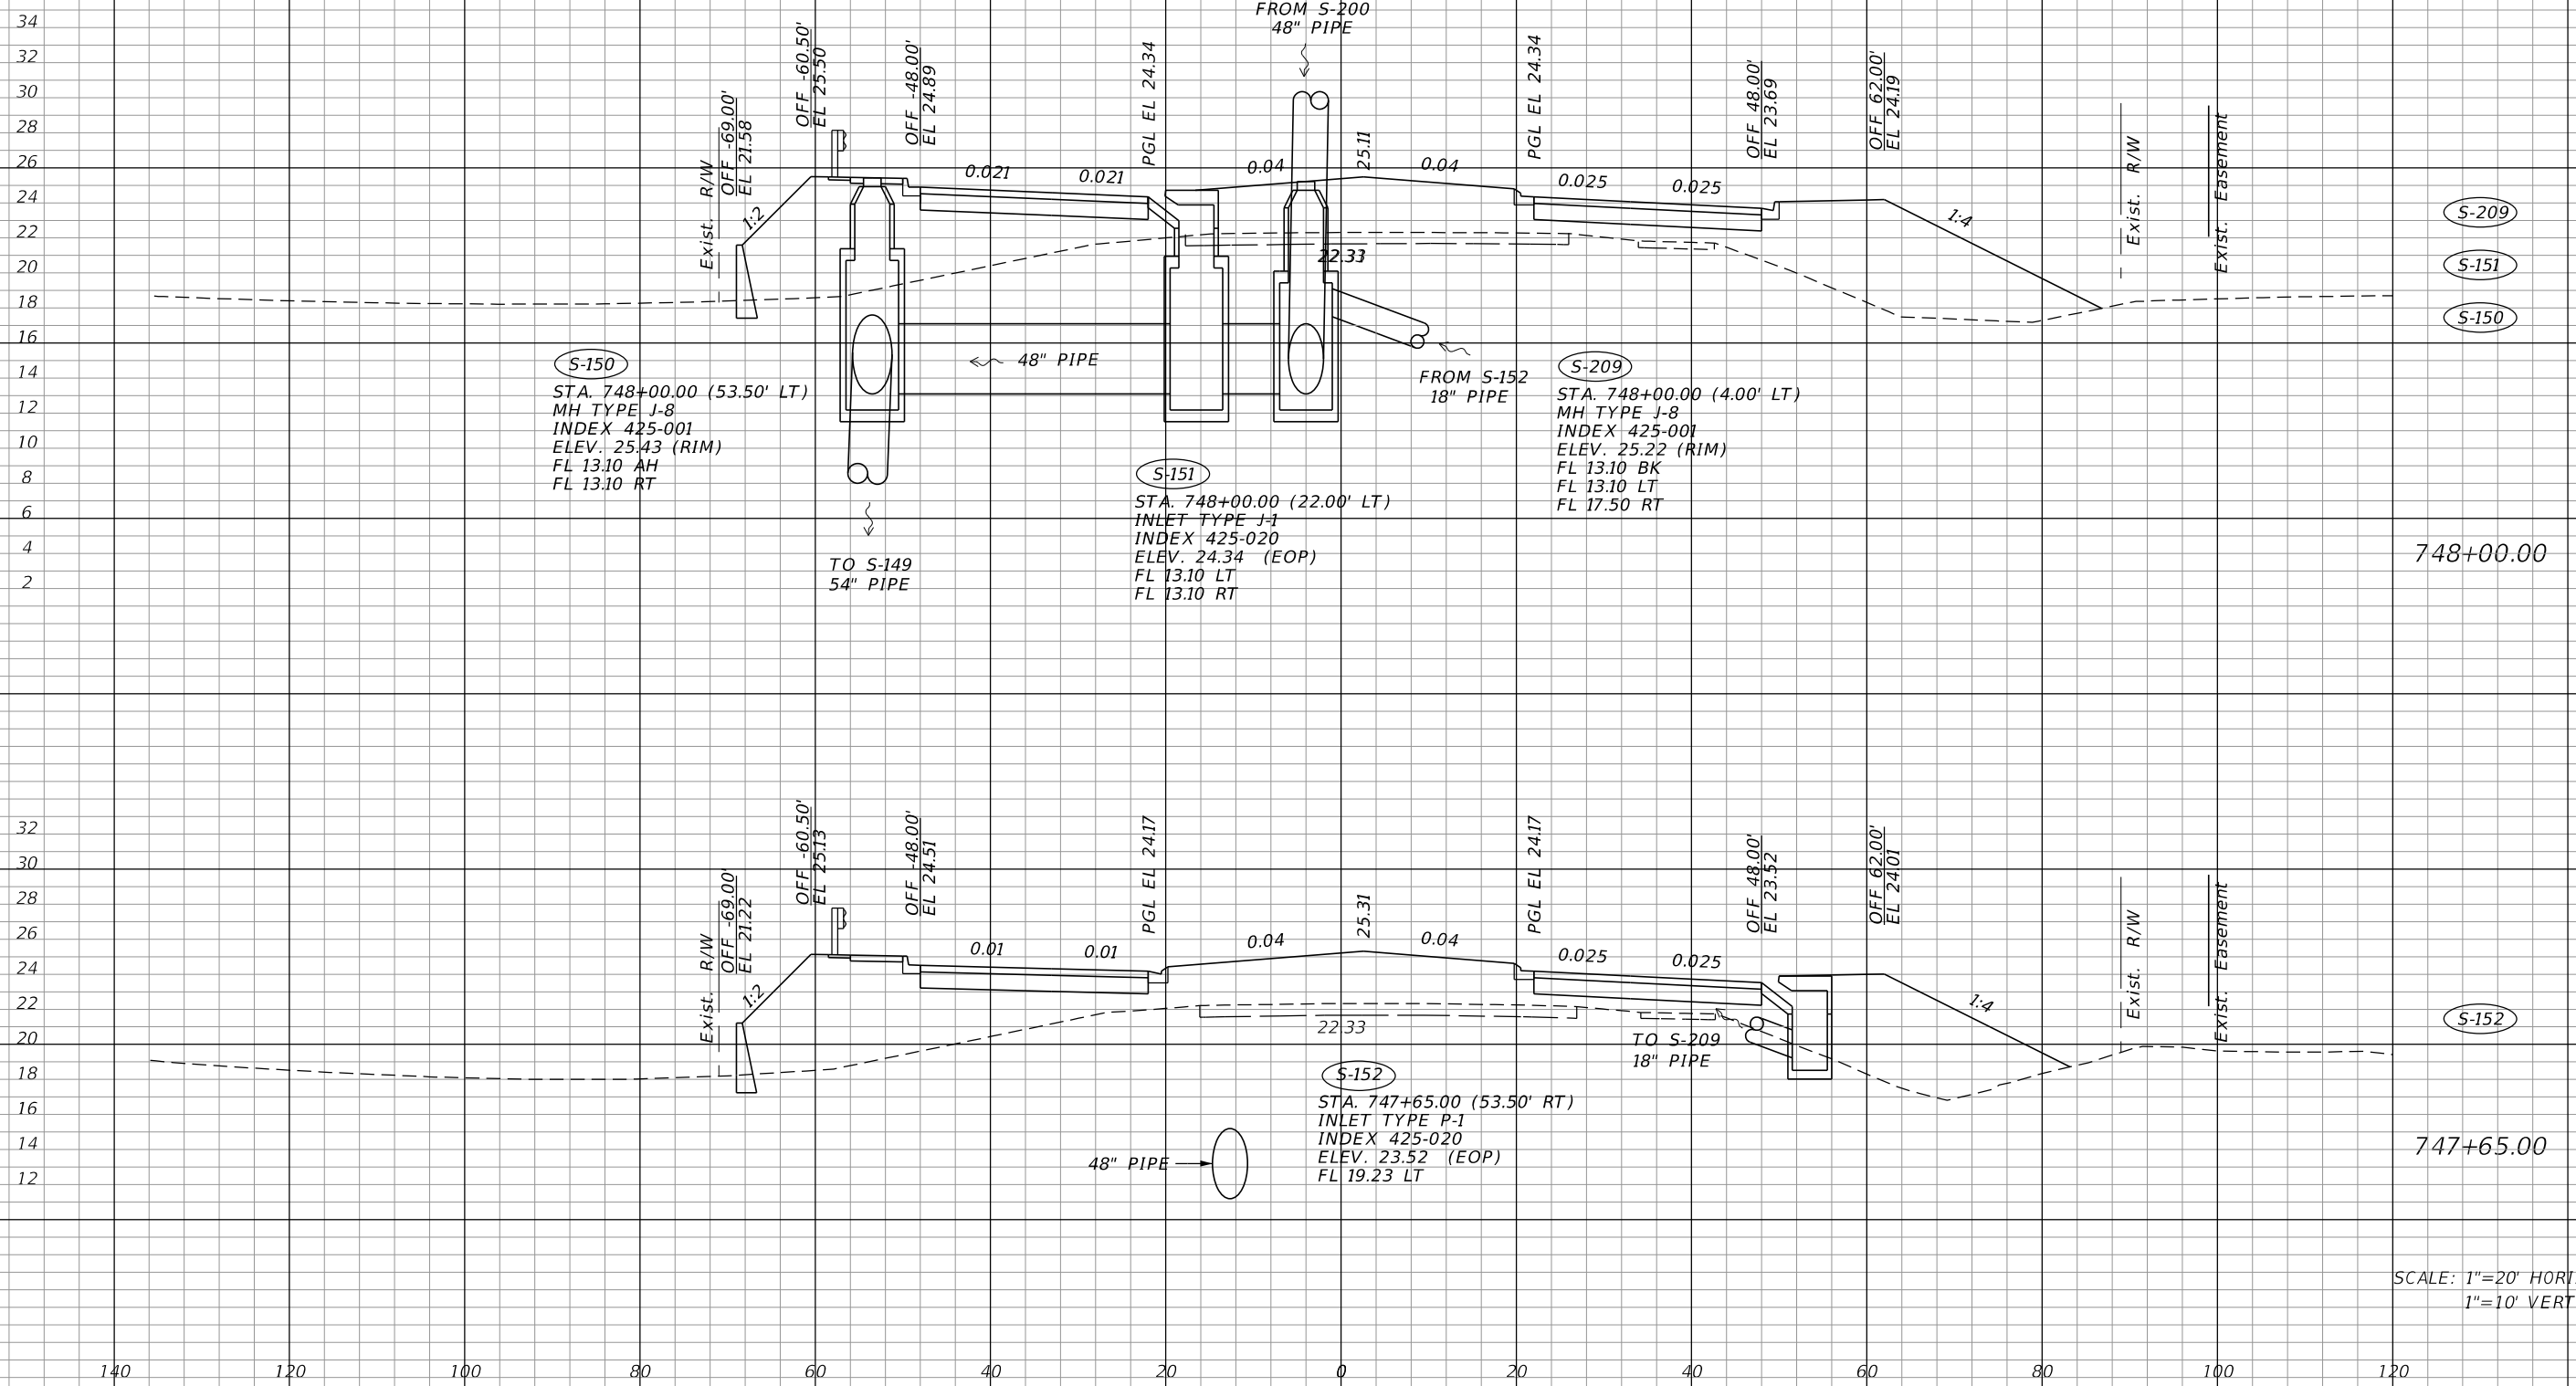 34
32
30
28
26
24
22
20
18
16
14
12
10
8
6
4
2
FROM S-200
48" PIPE
Exist. R/W
OFF -69.00'
EL 21.58
OFF -60.50'
EL 25.50
OFF -48.00'
EL 24.89
PGL EL 24.34
25.11
PGL EL 24.34
OFF 48.00'
EL 23.69
OFF 62.00'
EL 24.19
Exist. R/W
Exist. Easement
1:2
0.021
0.021
0.04
0.04
0.025
0.025
1:4
22.33
S-209
S-151
S-150
48" PIPE
FROM S-152
18" PIPE
S-150
STA. 748+00.00 (53.50' LT)
MH TYPE J-8
INDEX 425-001
ELEV. 25.43 (RIM)
FL 13.10 AH
FL 13.10 RT
S-209
STA. 748+00.00 (4.00' LT)
MH TYPE J-8
INDEX 425-001
ELEV. 25.22 (RIM)
FL 13.10 BK
FL 13.10 LT
FL 17.50 RT
S-151
STA. 748+00.00 (22.00' LT)
INLET TYPE J-1
INDEX 425-020
ELEV. 24.34 (EOP)
FL 13.10 LT
FL 13.10 RT
TO S-149
54" PIPE
748+00.00
32
30
28
26
24
22
20
18
16
14
12
Exist. R/W
OFF -69.00'
EL 21.22
OFF -60.50'
EL 25.13
OFF -48.00'
EL 24.51
PGL EL 24.17
25.31
PGL EL 24.17
OFF 48.00'
EL 23.52
OFF 62.00'
EL 24.01
Exist. R/W
Exist. Easement
1:2
0.01
0.01
0.04
0.04
0.025
0.025
1:4
22.33
TO S-209
18" PIPE
S-152
S-152
STA. 747+65.00 (53.50' RT)
INLET TYPE P-1
INDEX 425-020
ELEV. 23.52 (EOP)
FL 19.23 LT
48" PIPE
747+65.00
SCALE: 1"=20' HORI
1"=10' VERT
140
120
100
80
60
40
20
0
20
40
60
80
100
120